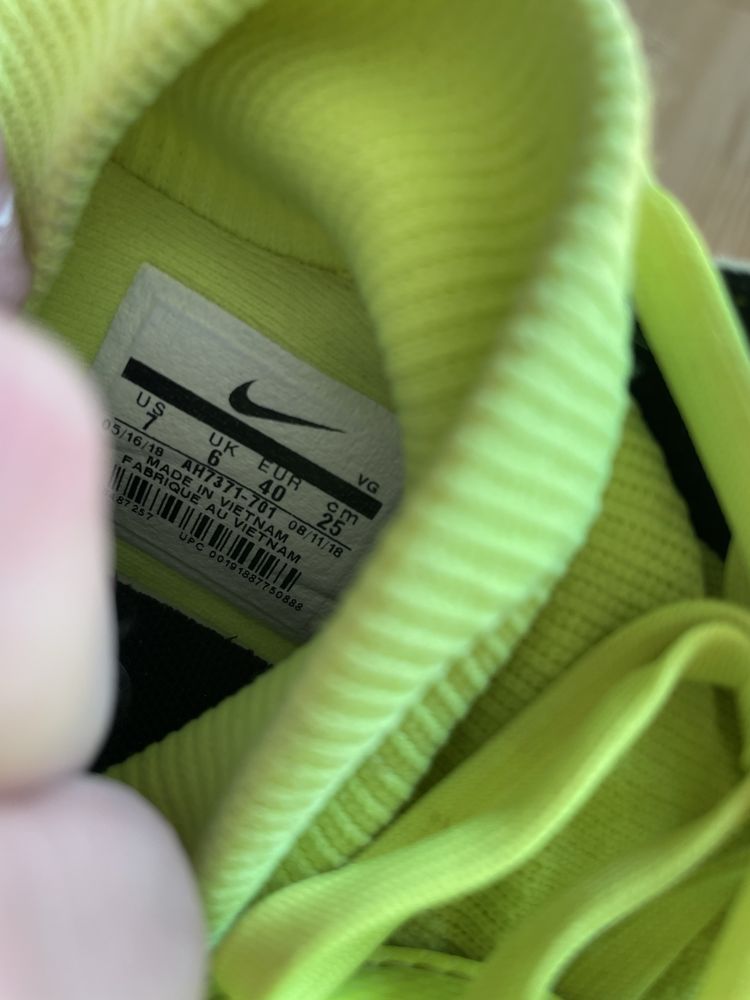 US UK EUR cm
7 6 40 25
VG
05/16/18 AH7371-701 08/11/18
MADE IN VIETNAM
FABRIQUE AU VIETNAM
87257
UPC 00191887750888